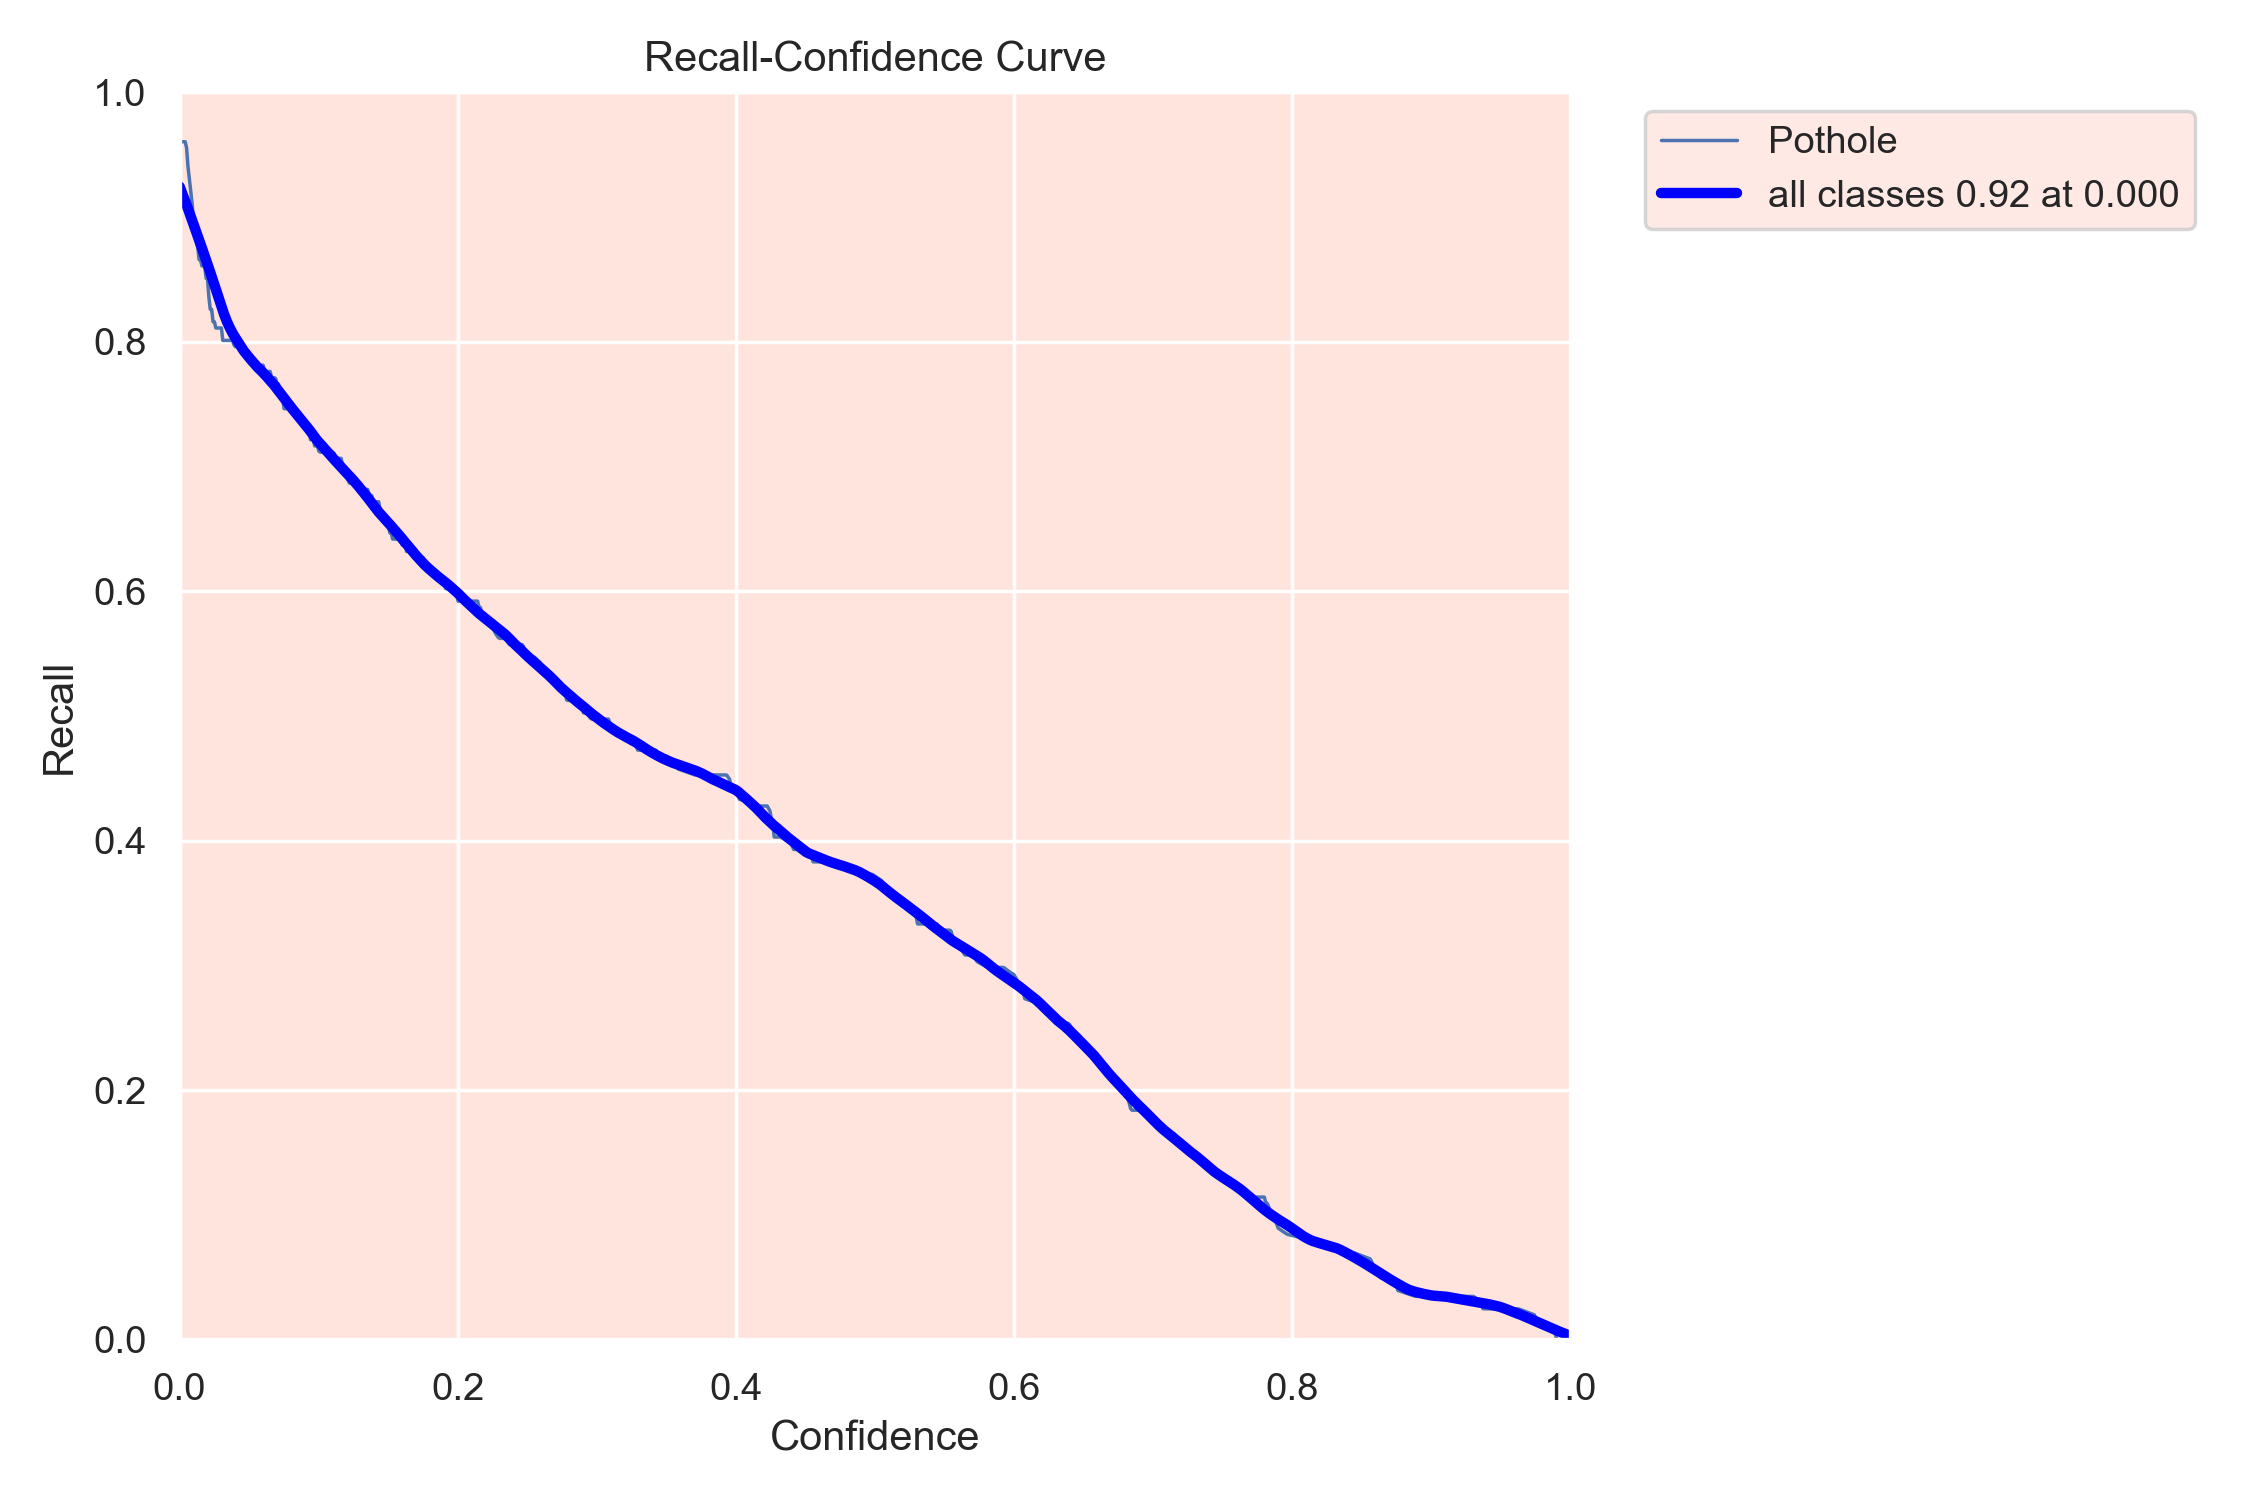 Recall-Confidence Curve
1.0
0.8
0.6
0.4
0.2
0.0
Recall
0.0 0.2 0.4 0.6 0.8 1.0
Confidence
Pothole
all classes 0.92 at 0.000